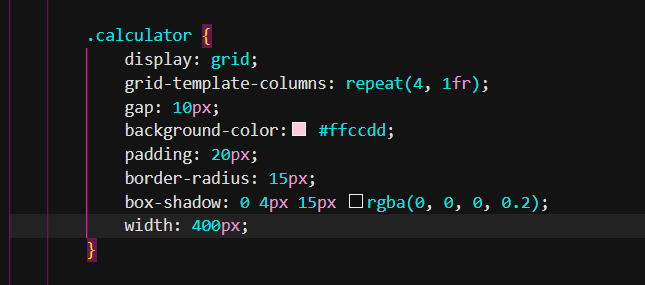 .calculator {
display: grid;
grid-template-columns: repeat(4, 1fr);
gap: 10px;
background-color: #ffccdd;
padding: 20px;
border-radius: 15px;
box-shadow: 0 4px 15px rgba(0, 0, 0, 0.2);
width: 400px;
}